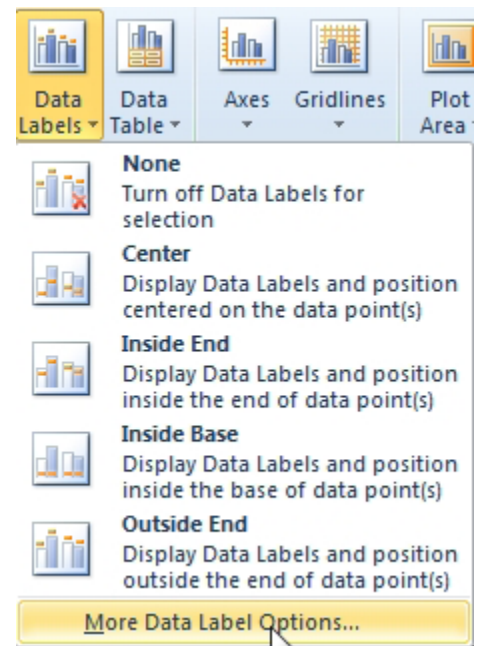 Data Data Axes Gridlines Plot
Labels Table Area
None
Turn off Data Labels for
selection
Center
Display Data Labels and position
centered on the data point(s)
Inside End
Display Data Labels and position
inside the end of data point(s)
Inside Base
Display Data Labels and position
inside the base of data point(s)
Outside End
Display Data Labels and position
outside the end of data point(s)
More Data Label Options...